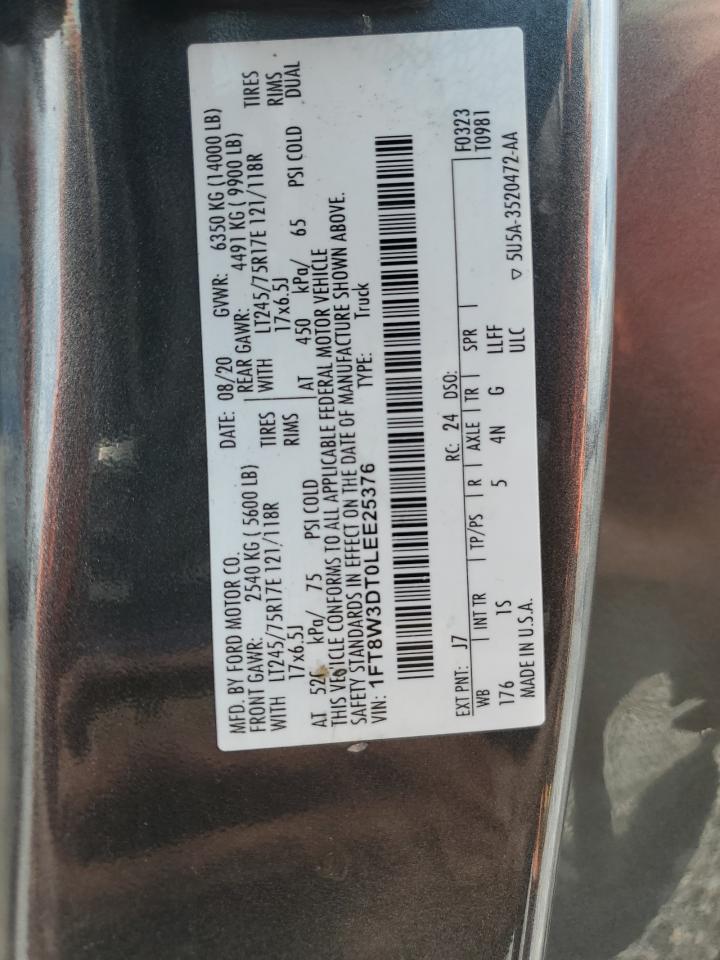 MFD. BY FORD MOTOR CO.
DATE: 08/20 GVWR: 6350 KG (14000 LB)
FRONT GAWR: 2540 KG ( 5600 LB) REAR GAWR: 4491 KG ( 9900 LB)
WITH LT245/75R17E 121/118R TIRES WITH LT245/75R17E 121/118R TIRES
17x6.5J RIMS 17x6.5J RIMS
AT kPa/ 75 PSI COLD AT 450 kPa/ 65 PSI COLD DUAL
THIS VEHICLE CONFORMS TO ALL APPLICABLE FEDERAL MOTOR VEHICLE
SAFETY STANDARDS IN EFFECT ON THE DATE OF MANUFACTURE SHOWN ABOVE.
VIN: 1FT8W3DT0LEE25376 TYPE: Truck
F0323
T0981
EXT PNT: J7 RC: 24 DSO:
WB INT TR TP/PS R AXLE TR SPR
176 1S 5 4N G LLFF
ULC
MADE IN U.S.A. ▽ 5U5A-3520472-AA